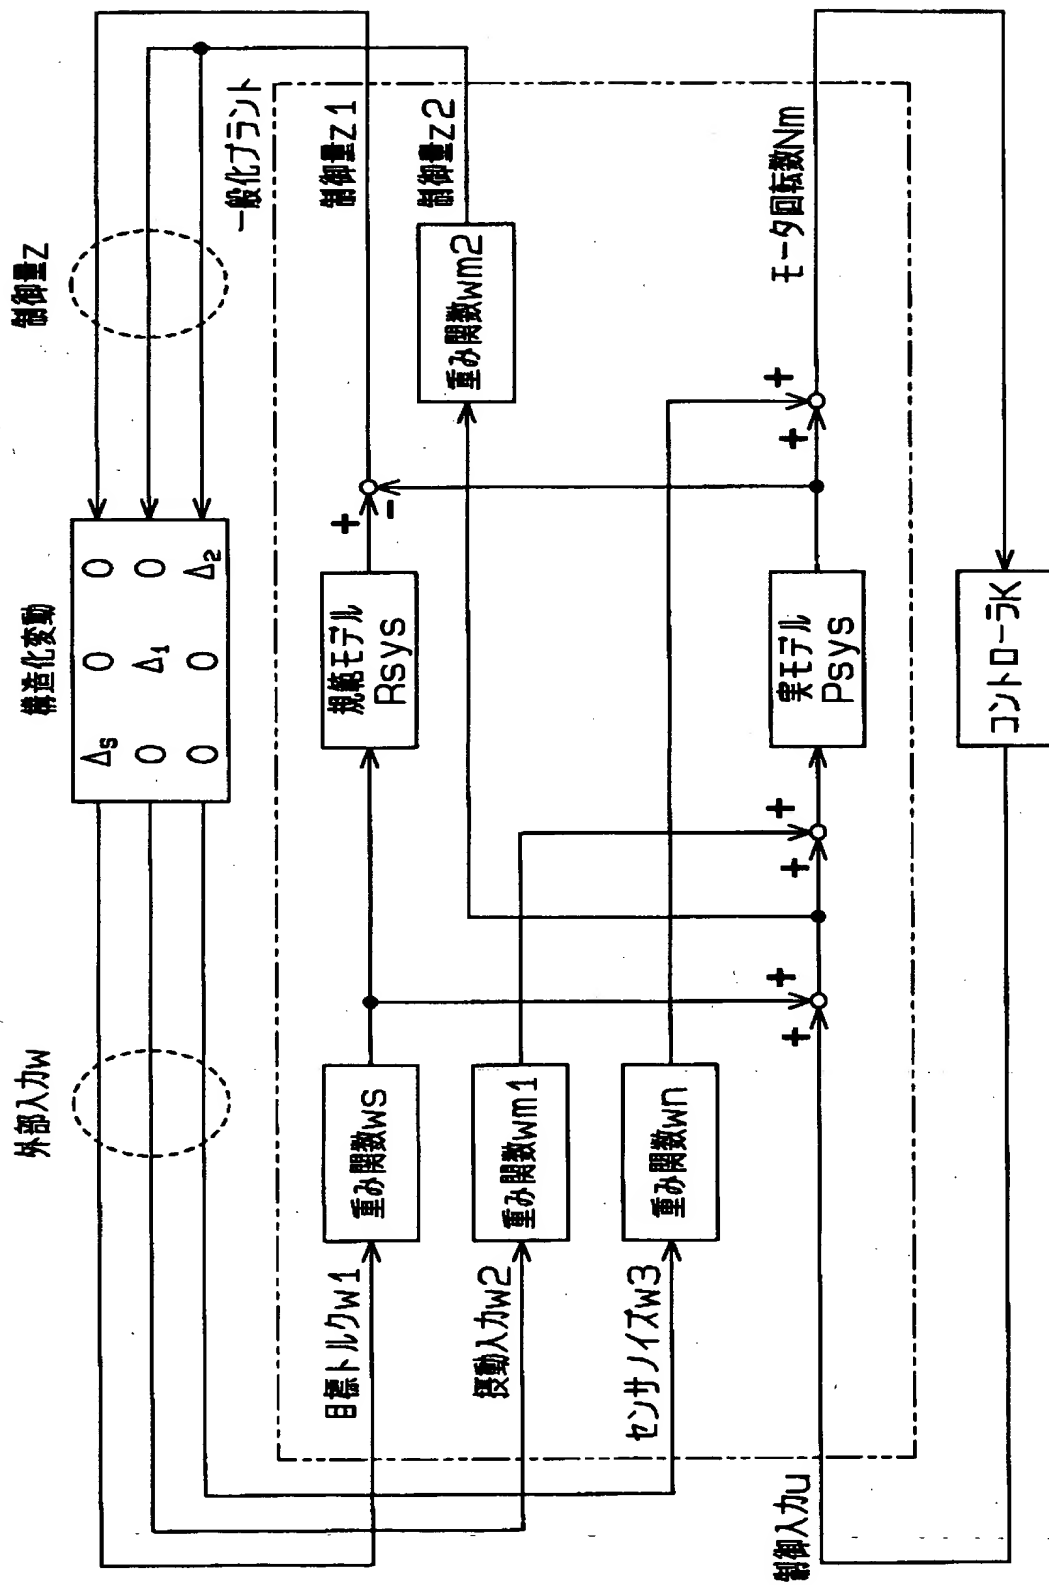 構造化変動
Δs 0 0
0 Δ1 0
0 0 Δ2
外部入力w
制御量z
一般化プラント
目標トルクw1
重み関数ws
規範モデル
Rsys
+
-
制御量z1
摂動入力w2
重み関数wm1
重み関数wm2
制御量z2
センサノイズw3
重み関数wn
+
+
+
+
実モデル
Psys
+
+
モータ回転数Nm
制御入力u
コントローラK